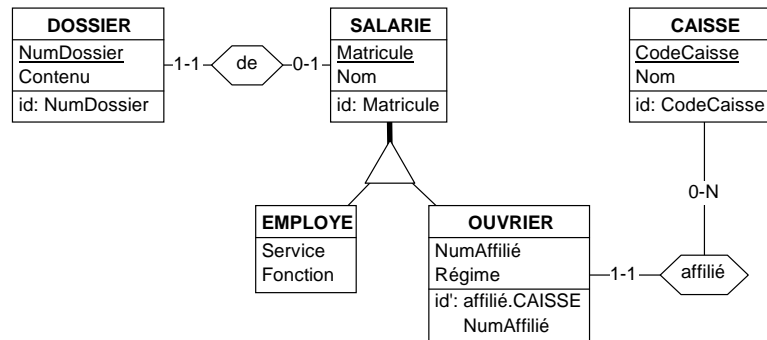 DOSSIER
NumDossier
Contenu
id: NumDossier
1-1
de
0-1
SALARIE
Matricule
Nom
id: Matricule
CAISSE
CodeCaisse
Nom
id: CodeCaisse
0-N
EMPLOYE
Service
Fonction
OUVRIER
NumAffilié
Régime
id': affilié.CAISSE
NumAffilié
1-1
affilié